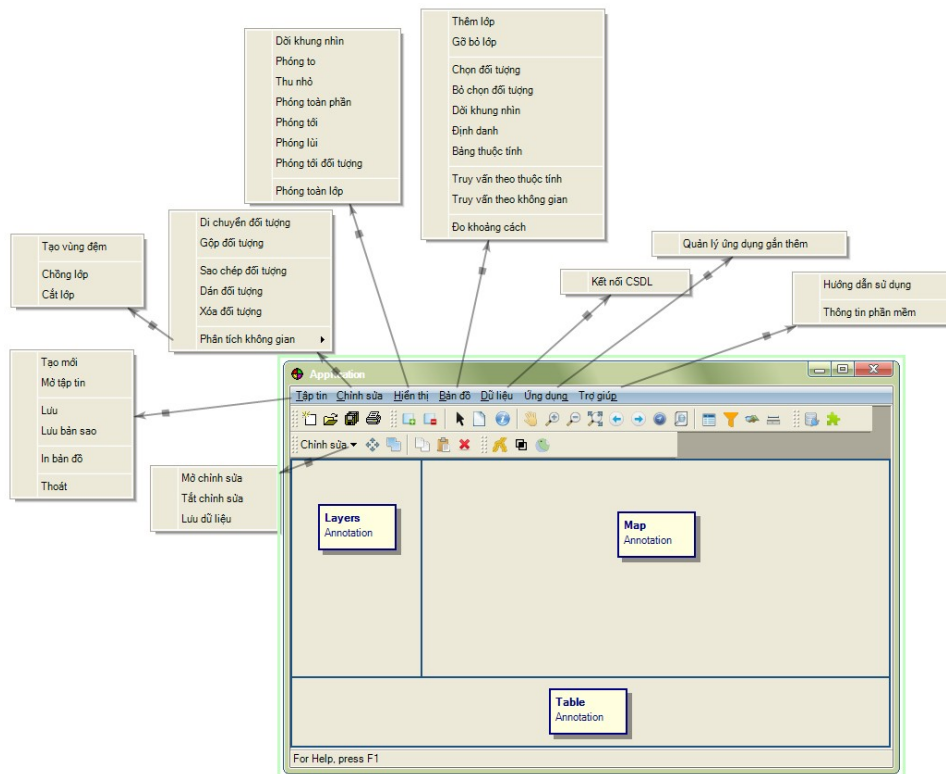 Thêm lớp
Gỡ bỏ lớp
Chọn đối tượng
Bỏ chọn đối tượng
Dời khung nhìn
Định danh
Bảng thuộc tính
Truy vấn theo thuộc tính
Truy vấn theo không gian
Đo khoảng cách
Dời khung nhìn
Phóng to
Thu nhỏ
Phóng toàn phần
Phóng tới
Phóng lùi
Phóng tới đối tượng
Phóng toàn lớp
Di chuyển đối tượng
Gộp đối tượng
Sao chép đối tượng
Dán đối tượng
Xóa đối tượng
Phân tích không gian
Tạo vùng đệm
Chồng lớp
Cắt lớp
Quản lý ứng dụng gắn thêm
Kết nối CSDL
Hướng dẫn sử dụng
Thông tin phần mềm
Tạo mới
Mở tập tin
Lưu
Lưu bản sao
In bản đồ
Thoát
Mở chỉnh sửa
Tắt chỉnh sửa
Lưu dữ liệu
Application
Tập tin Chỉnh sửa Hiển thị Bản đồ Dữ liệu Ứng dụng Trợ giúp
Chỉnh sửa
Layers
Annotation
Map
Annotation
Table
Annotation
For Help, press F1